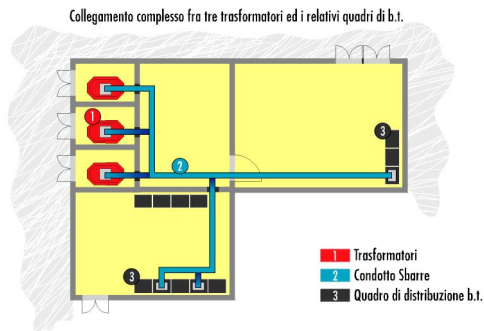 Collegamento complesso fra tre trasformatori ed i relativi quadri di b.t.
1
3
2
3
1 Trasformatori
2 Condotto Sbarre
3 Quadro di distribuzione b.t.